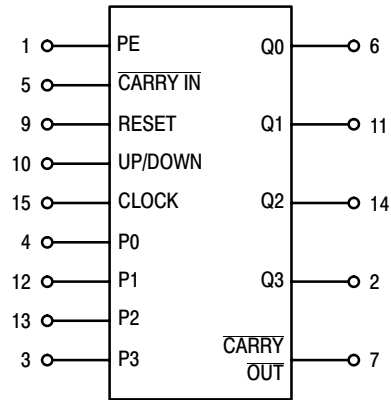 1 PE Q0 6
5 CARRY IN
9 RESET Q1 11
10 UP/DOWN
15 CLOCK Q2 14
4 P0
12 P1 Q3 2
13 P2
3 P3 CARRY OUT 7